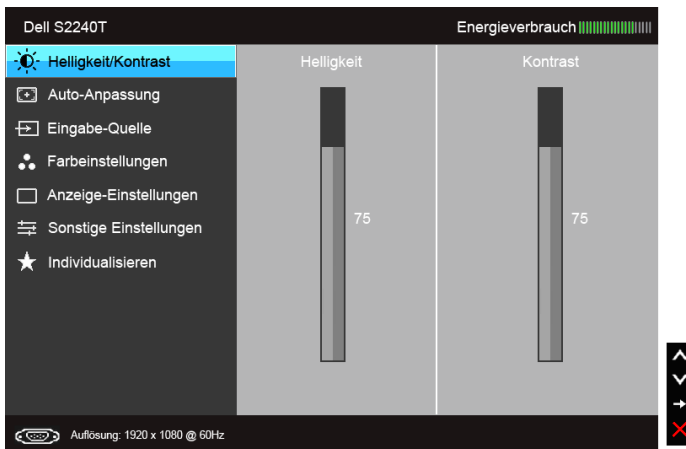 Dell S2240T
Energieverbrauch
Helligkeit/Kontrast
Auto-Anpassung
Eingabe-Quelle
Farbeinstellungen
Anzeige-Einstellungen
Sonstige Einstellungen
Individualisieren
Helligkeit
75
Kontrast
75
Auflösung: 1920 x 1080 @ 60Hz